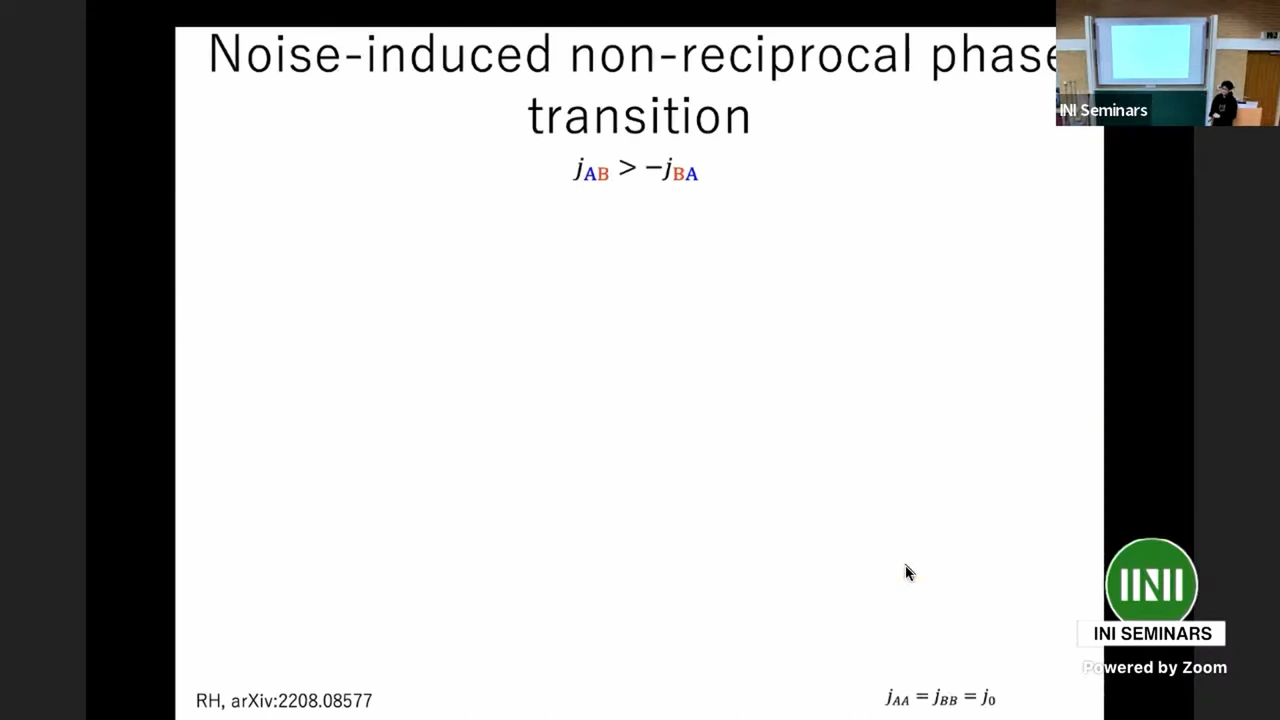 Noise-induced non-reciprocal phase
transition
j_AB > −j_BA
INI Seminars
INI SEMINARS
Powered by Zoom
RH, arXiv:2208.08577
j_AA = j_BB = j_0